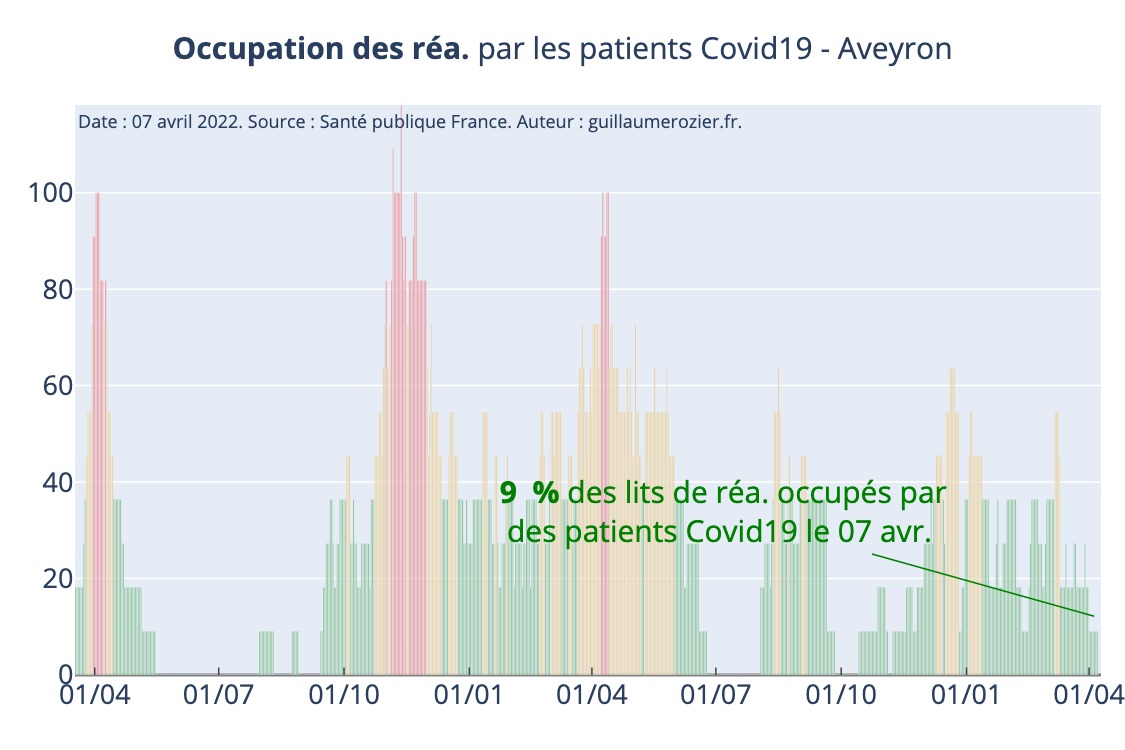 Occupation des réa. par les patients Covid19 - Aveyron
Date : 07 avril 2022. Source : Santé publique France. Auteur : guillaumerozier.fr.
100
80
60
40
20
0
9 % des lits de réa. occupés par
des patients Covid19 le 07 avr.
01/04 01/07 01/10 01/01 01/04 01/07 01/10 01/01 01/04